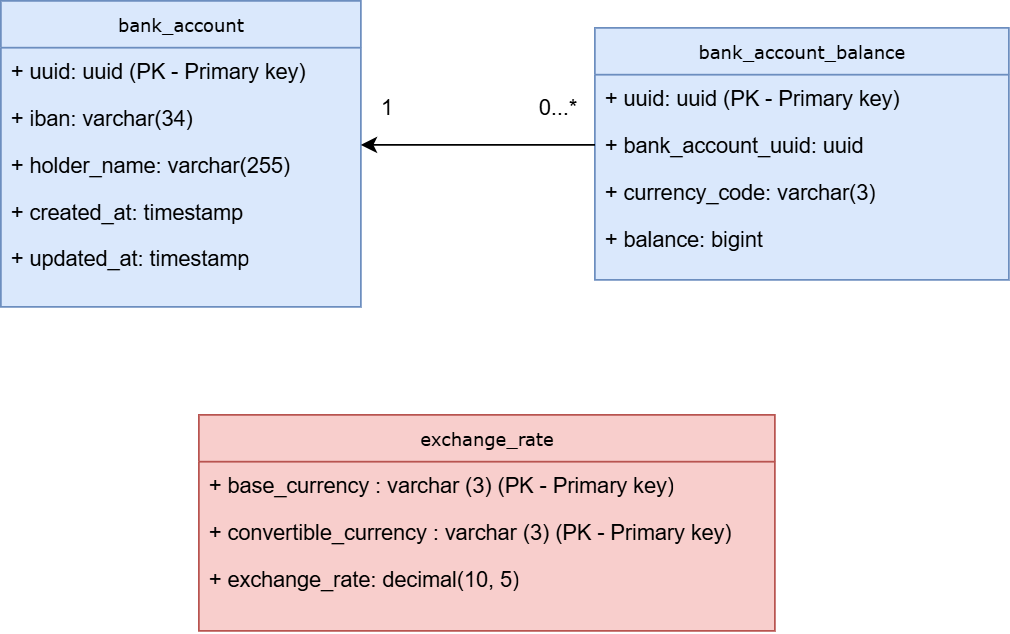 bank_account
+ uuid: uuid (PK - Primary key)
+ iban: varchar(34)
+ holder_name: varchar(255)
+ created_at: timestamp
+ updated_at: timestamp
1
0...*
bank_account_balance
+ uuid: uuid (PK - Primary key)
+ bank_account_uuid: uuid
+ currency_code: varchar(3)
+ balance: bigint
exchange_rate
+ base_currency : varchar (3) (PK - Primary key)
+ convertible_currency : varchar (3) (PK - Primary key)
+ exchange_rate: decimal(10, 5)